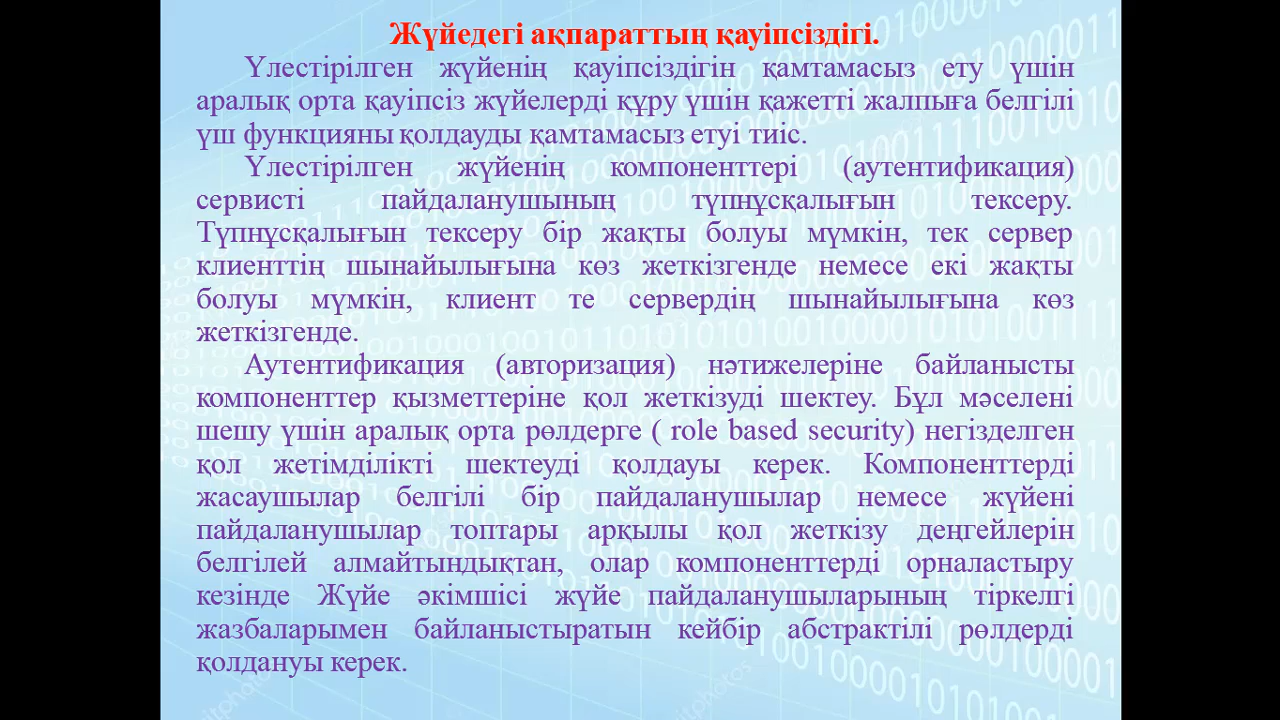 Жүйедегі ақпараттың қауіпсіздігі.
Үлестірілген жүйенің қауіпсіздігін қамтамасыз ету үшін
аралық орта қауіпсіз жүйелерді құру үшін қажетті жалпыға белгілі
үш функцияны қолдауды қамтамасыз етуі тиіс.
Үлестірілген жүйенің компоненттері (аутентификация)
сервисті пайдаланушының түпнұсқалығын тексеру.
Түпнұсқалығын тексеру бір жақты болуы мүмкін, тек сервер
клиенттің шынайылығына көз жеткізгенде немесе екі жақты
болуы мүмкін, клиент те сервердің шынайылығына көз
жеткізгенде.
Аутентификация (авторизация) нәтижелеріне байланысты
компоненттер қызметтеріне қол жеткізуді шектеу. Бұл мәселені
шешу үшін аралық орта рөлдерге ( role based security) негізделген
қол жетімділікті шектеуді қолдауы керек. Компоненттерді
жасаушылар белгілі бір пайдаланушылар немесе жүйені
пайдаланушылар топтары арқылы қол жеткізу деңгейлерін
белгілей алмайтындықтан, олар компоненттерді орналастыру
кезінде Жүйе әкімшісі жүйе пайдаланушыларының тіркелгі
жазбаларымен байланыстыратын кейбір абстрактілі рөлдерді
қолдануы керек.